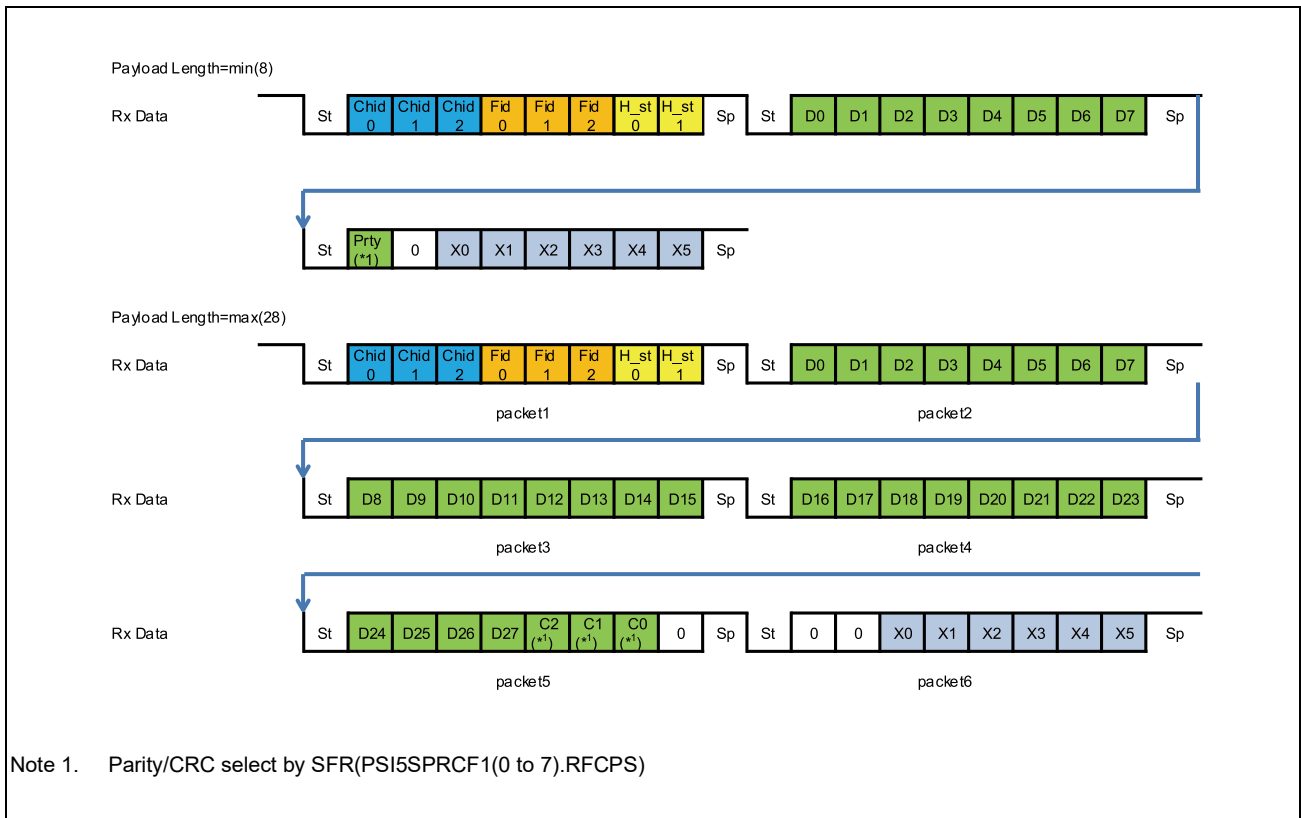 Payload Length=min(8)
Rx Data St Chid 0 Chid 1 Chid 2 Fid 0 Fid 1 Fid 2 H_st 0 H_st 1 Sp St D0 D1 D2 D3 D4 D5 D6 D7 Sp
St Prty (*1) 0 X0 X1 X2 X3 X4 X5 Sp
Payload Length=max(28)
Rx Data St Chid 0 Chid 1 Chid 2 Fid 0 Fid 1 Fid 2 H_st 0 H_st 1 Sp St D0 D1 D2 D3 D4 D5 D6 D7 Sp
packet1 packet2
Rx Data St D8 D9 D10 D11 D12 D13 D14 D15 Sp St D16 D17 D18 D19 D20 D21 D22 D23 Sp
packet3 packet4
Rx Data St D24 D25 D26 D27 C2 (*1) C1 (*1) C0 (*1) 0 Sp St 0 0 X0 X1 X2 X3 X4 X5 Sp
packet5 packet6
Note 1. Parity/CRC select by SFR(PSI5SPRCF1(0 to 7).RFCPS)